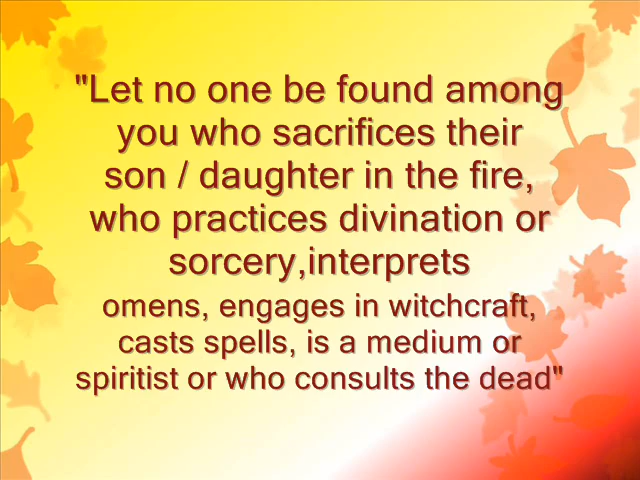 "Let no one be found among
you who sacrifices their
son / daughter in the fire,
who practices divination or
sorcery,interprets
omens, engages in witchcraft,
casts spells, is a medium or
spiritist or who consults the dead"